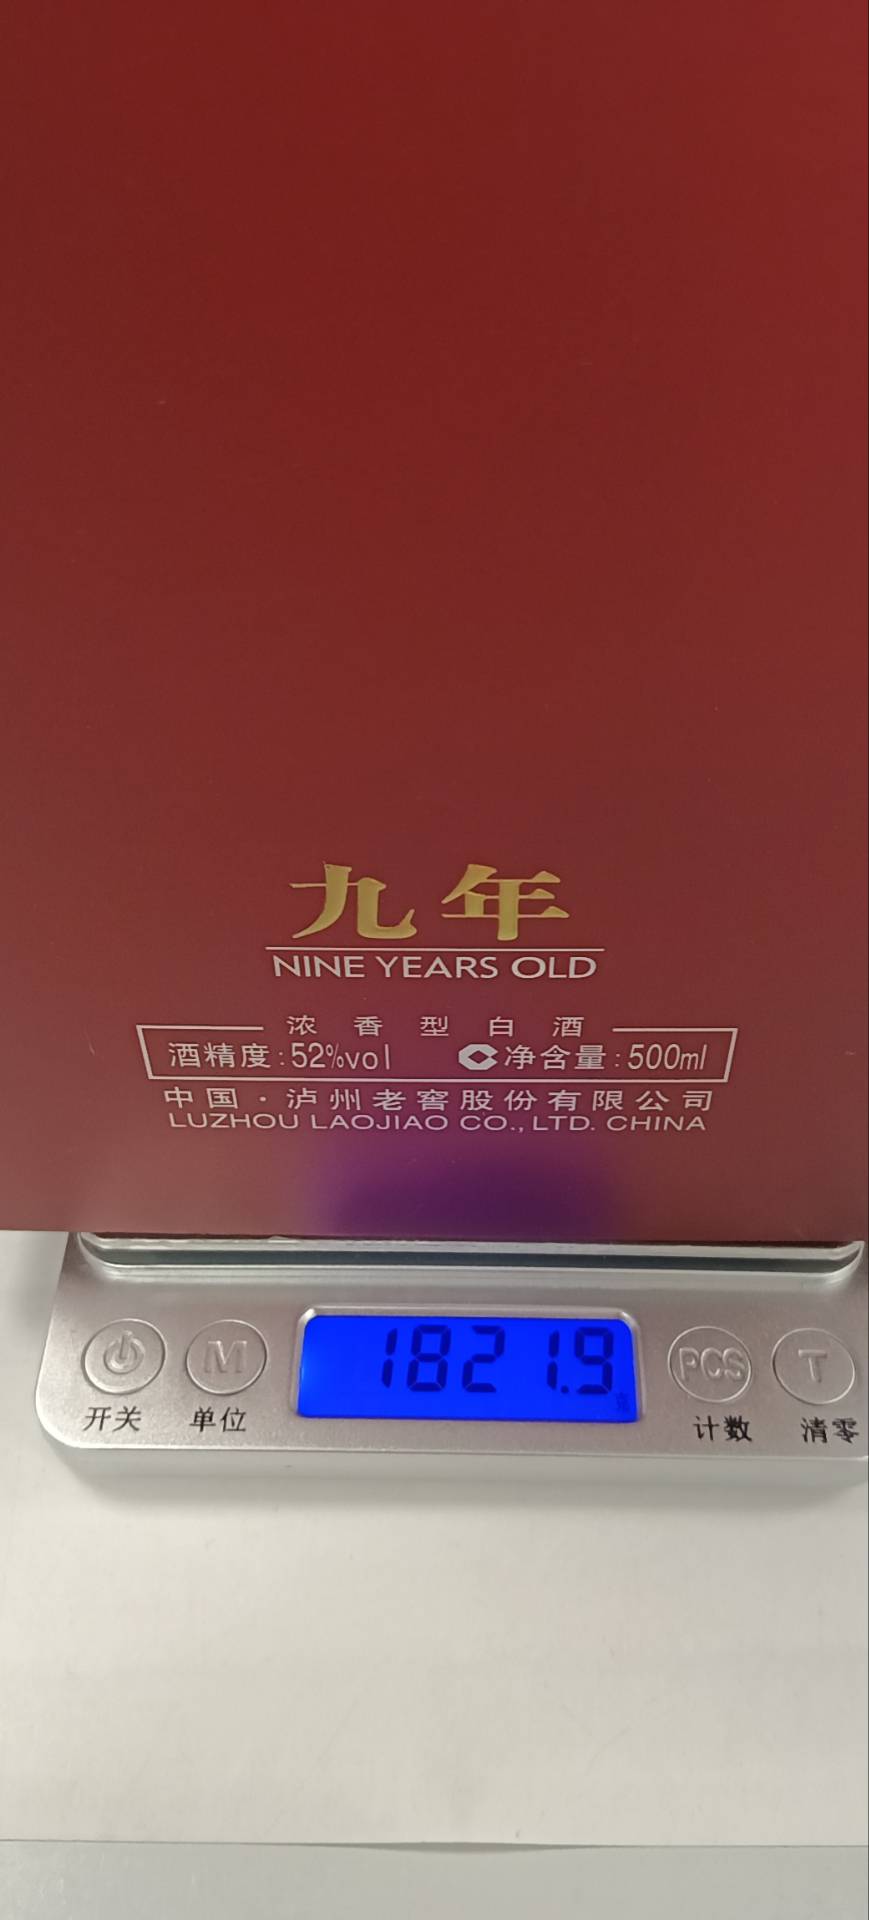 九年
NINE YEARS OLD
浓香型白酒
酒精度:52%vol 净含量:500ml
中国·泸州老窖股份有限公司
LUZHOU LAOJIAO CO.,LTD. CHINA
M 1821.9 PCS T
开关 单位 计数 清零